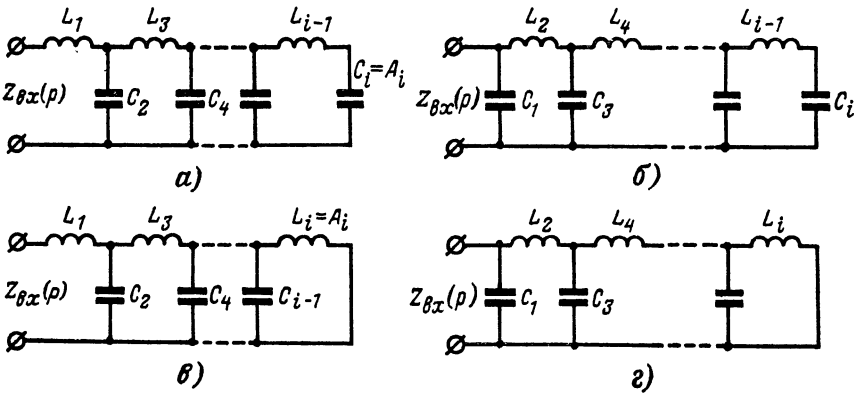 L₁ L₃ Lᵢ₋₁
Zвх(p) C₂ C₄ Cᵢ=Aᵢ
а)
L₂ L₄ Lᵢ₋₁
Zвх(p) C₁ C₃ Cᵢ
б)
L₁ L₃ Lᵢ=Aᵢ
Zвх(p) C₂ C₄ Cᵢ₋₁
в)
L₂ L₄ Lᵢ
Zвх(p) C₁ C₃
г)